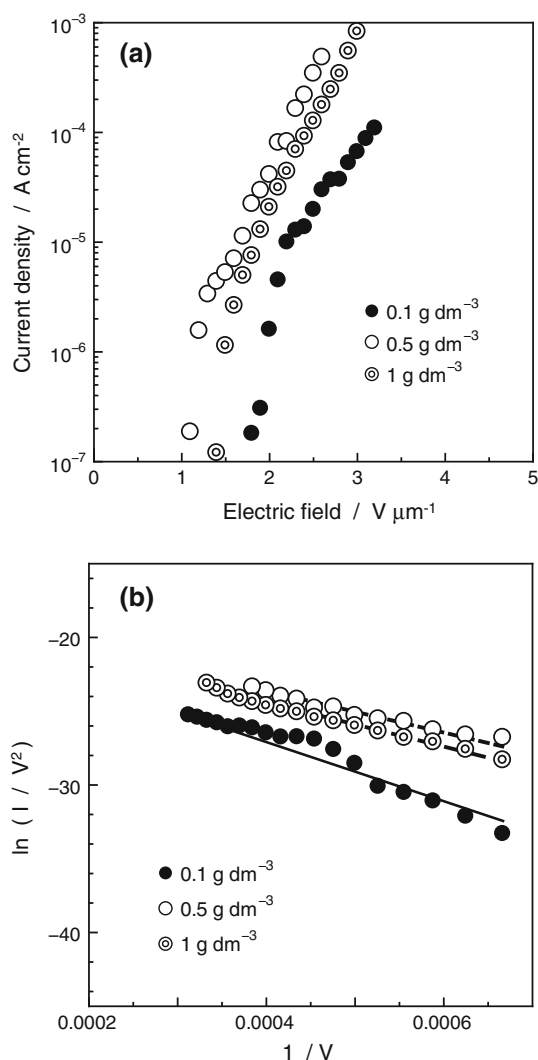 (a)
10⁻³
10⁻⁴
10⁻⁵
10⁻⁶
10⁻⁷
Current density / A cm⁻²
0.1 g dm⁻³
0.5 g dm⁻³
1 g dm⁻³
0 1 2 3 4 5
Electric field / V μm⁻¹
(b)
−20
−30
−40
ln ( I / V² )
0.1 g dm⁻³
0.5 g dm⁻³
1 g dm⁻³
0.0002 0.0004 0.0006
1 / V